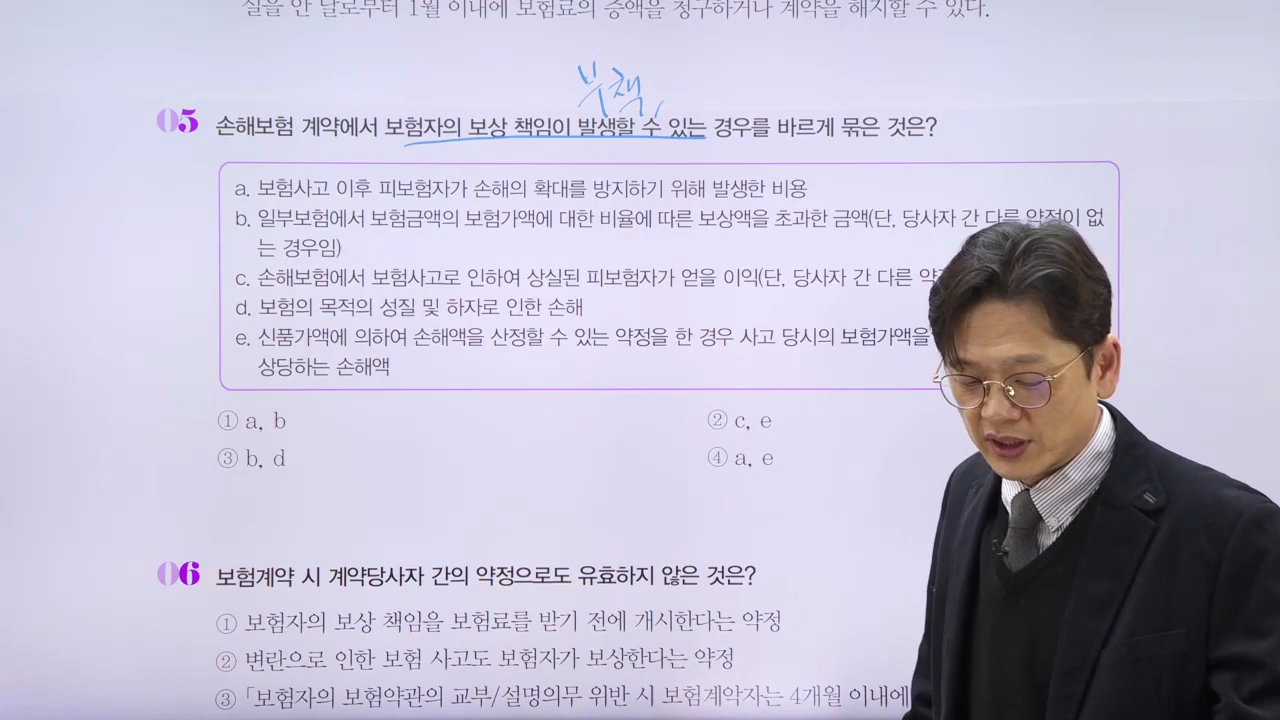 실을 안 날로부터 1월 이내에 보험료의 증액을 청구하거나 계약을 해지할 수 있다.
부책
05 손해보험 계약에서 보험자의 보상 책임이 발생할 수 있는 경우를 바르게 묶은 것은?
a. 보험사고 이후 피보험자가 손해의 확대를 방지하기 위해 발생한 비용
b. 일부보험에서 보험금액의 보험가액에 대한 비율에 따른 보상액을 초과한 금액(단, 당사자 간 다른 약정이 없
는 경우임)
c. 손해보험에서 보험사고로 인하여 상실된 피보험자가 얻을 이익(단, 당사자 간 다른
d. 보험의 목적의 성질 및 하자로 인한 손해
e. 신품가액에 의하여 손해액을 산정할 수 있는 약정을 한 경우 사고 당시의 보험가액을
상당하는 손해액
① a, b
② c, e
③ b, d
④ a, e
06 보험계약 시 계약당사자 간의 약정으로도 유효하지 않은 것은?
① 보험자의 보상 책임을 보험료를 받기 전에 개시한다는 약정
② 변란으로 인한 보험 사고도 보험자가 보상한다는 약정
③ 「보험자의 보험약관의 교부/설명의무 위반 시 보험계약자는 4개월 이내에